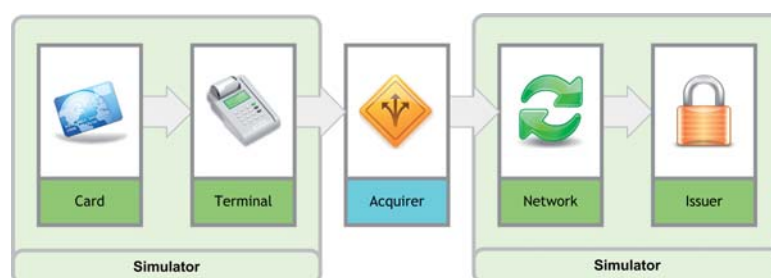 Card
Terminal
Acquirer
Network
Issuer
Simulator
Simulator